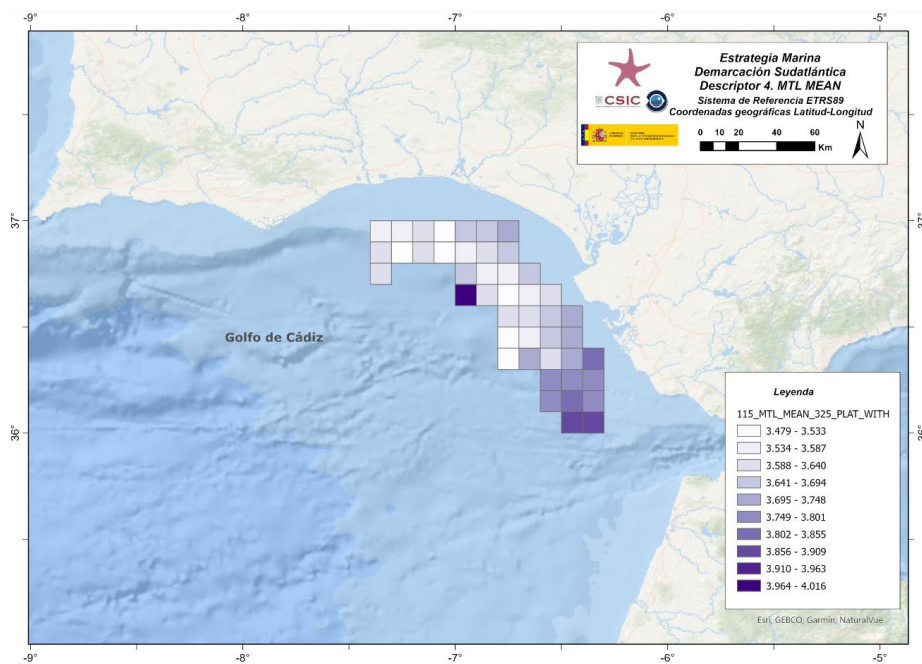 -9° -8° -7° -6° -5°
Estrategia Marina
Demarcación Sudatlántica
Descriptor 4. MTL MEAN
Sistema de Referencia ETRS89
Coordenadas geográficas Latitud-Longitud
CSIC
0 10 20 40 60
Km
N
37° 37°
Golfo de Cádiz
Leyenda
115_MTL_MEAN_325_PLAT_WITH
3.479 - 3.533
3.534 - 3.587
3.588 - 3.640
3.641 - 3.694
3.695 - 3.748
3.749 - 3.801
3.802 - 3.855
3.856 - 3.909
3.910 - 3.963
3.964 - 4.016
36° 36°
Esri, GEBCO, Garmin, NaturalVue
-9° -8° -7° -6° -5°